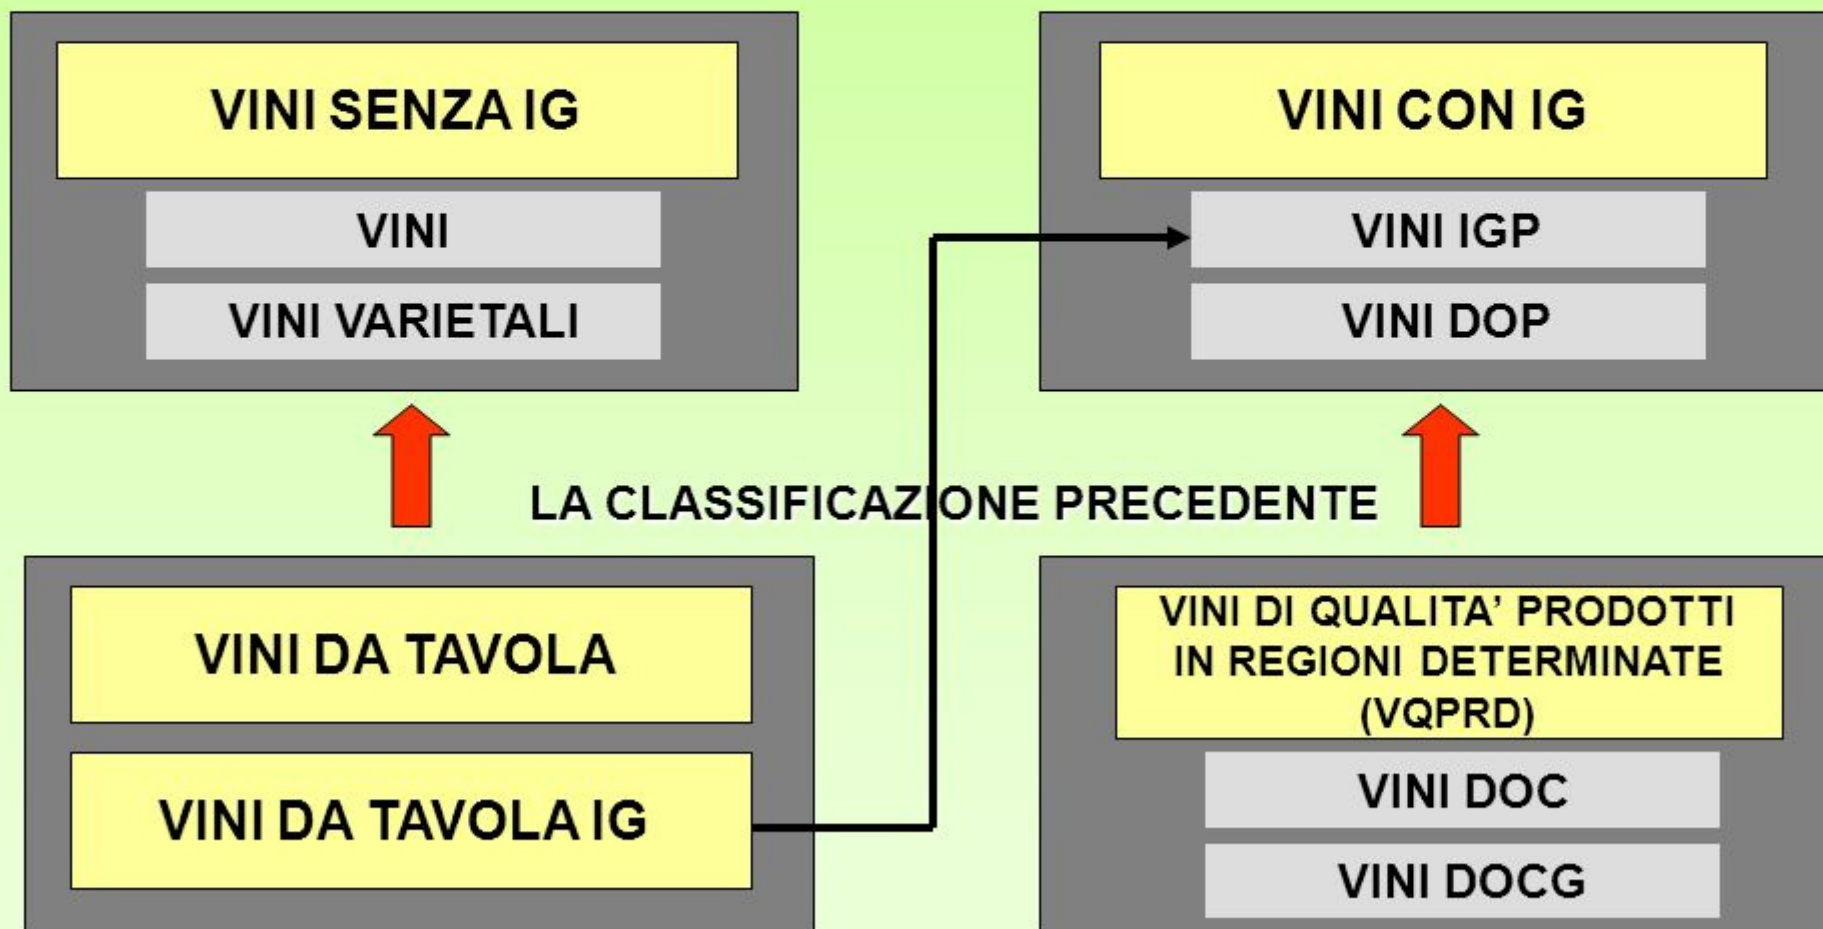 VINI SENZA IG
VINI
VINI VARIETALI
VINI CON IG
VINI IGP
VINI DOP
LA CLASSIFICAZIONE PRECEDENTE
VINI DA TAVOLA
VINI DA TAVOLA IG
VINI DI QUALITA’ PRODOTTI
IN REGIONI DETERMINATE
(VQPRD)
VINI DOC
VINI DOCG